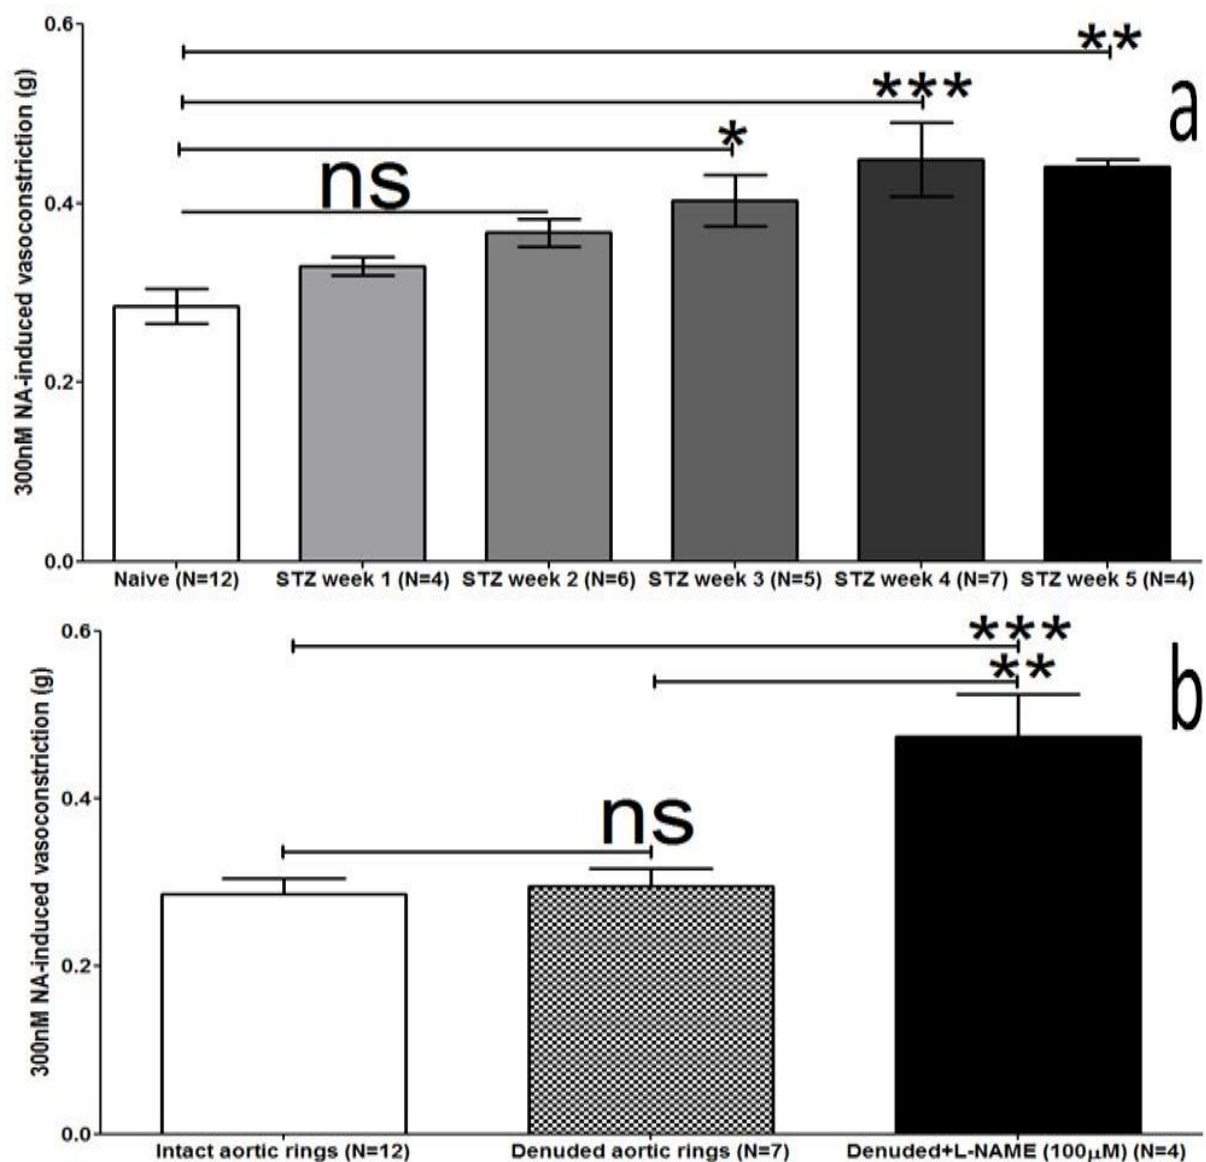 0.6
**
a
***
*
ns
0.4
0.2
0.0
300nM NA-induced vasoconstriction (g)
Naive (N=12) STZ week 1 (N=4) STZ week 2 (N=6) STZ week 3 (N=5) STZ week 4 (N=7) STZ week 5 (N=4)
0.6
***
**
b
0.4
ns
0.2
0.0
300nM NA-induced vasoconstriction (g)
Intact aortic rings (N=12) Denuded aortic rings (N=7) Denuded+L-NAME (100μM) (N=4)